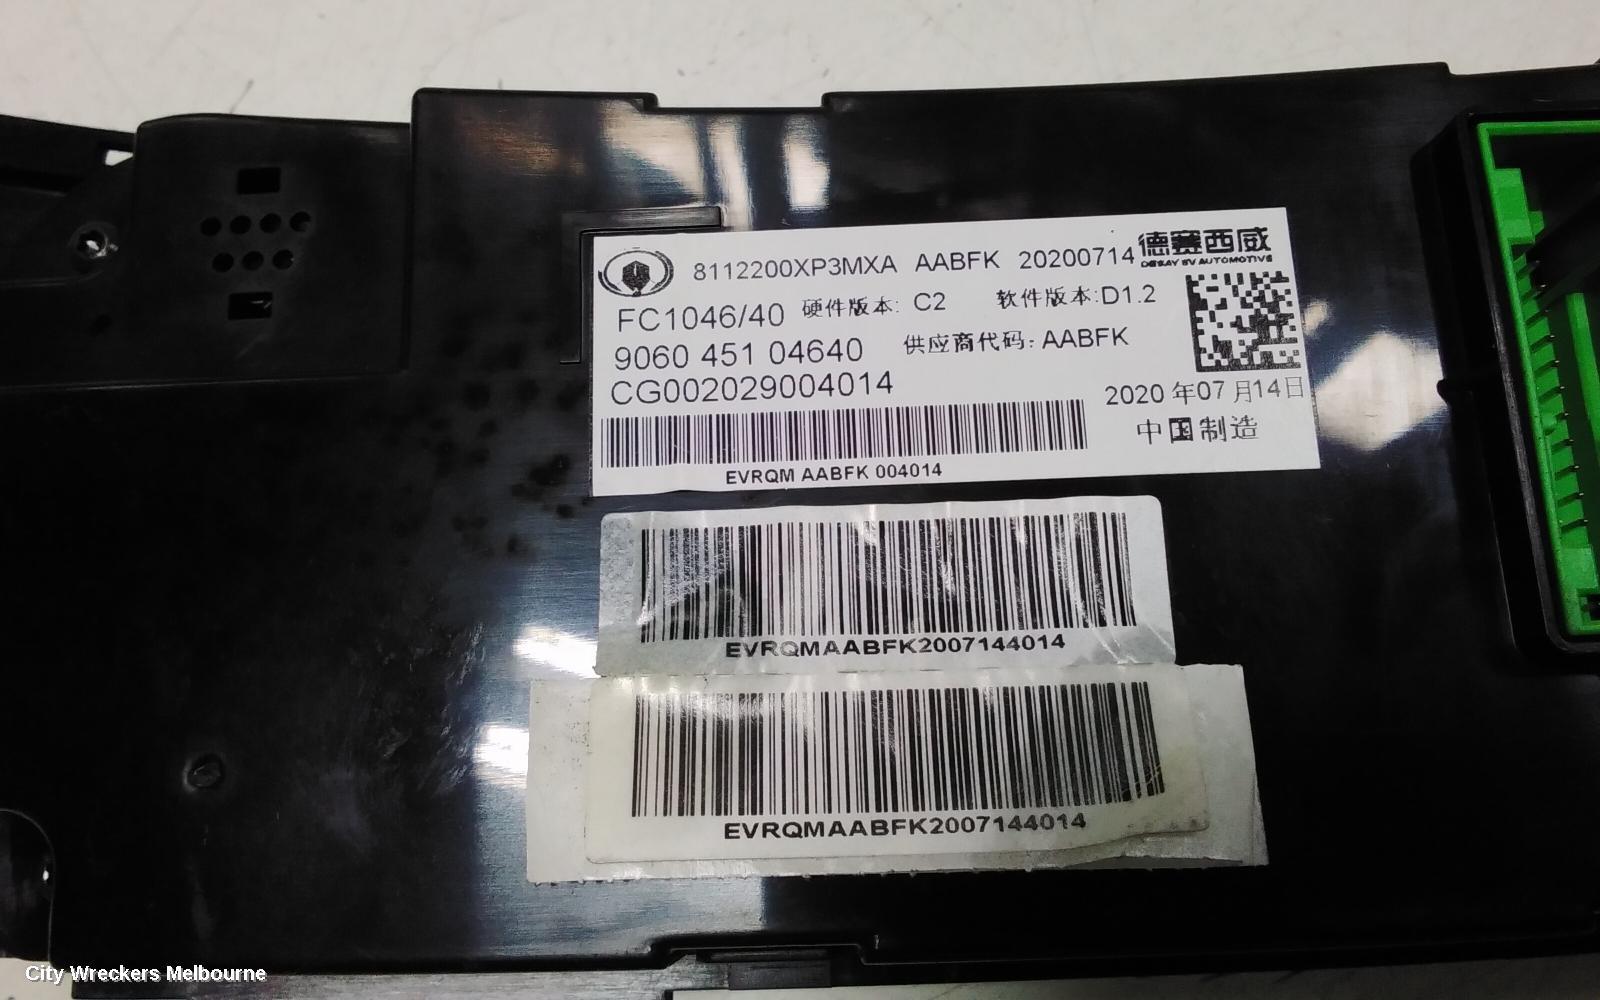 8112200XP3MXA AABFK 20200714 德赛西威
DESAY SV AUTOMOTIVE
FC1046/40 硬件版本: C2 软件版本:D1.2
9060 451 04640 供应商代码: AABFK
CG002029004014
2020 年07 月14日
中国制造
EVRQM AABFK 004014
EVRQMAABFK2007144014
EVRQMAABFK2007144014
City Wreckers Melbourne